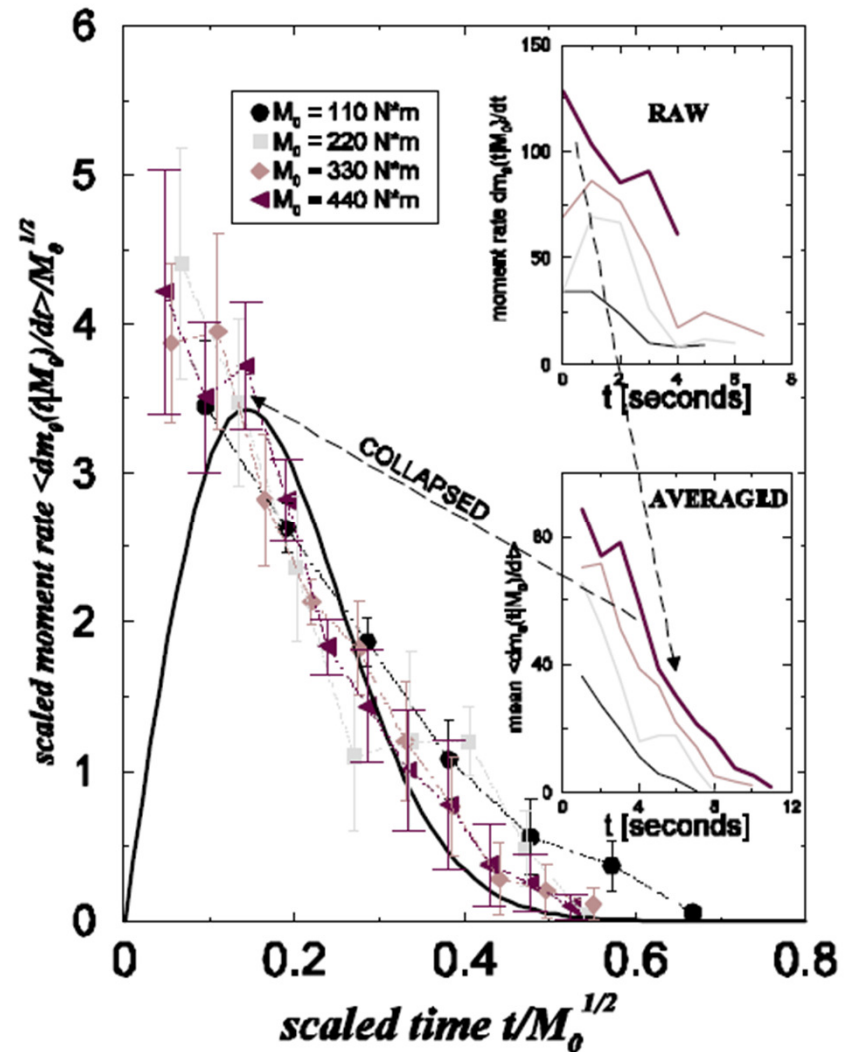 scaled moment rate <dm₀(t|M₀)/dt>/M₀^1/2
6
5
4
3
2
1
0
0
0.2
0.4
0.6
0.8
scaled time t/M₀^1/2
M₀ = 110 N*m
M₀ = 220 N*m
M₀ = 330 N*m
M₀ = 440 N*m
COLLAPSED
RAW
moment rate dm₀(t|M₀)/dt
150
100
50
0
0
2
4
6
8
t [seconds]
AVERAGED
mean <dm₀(t|M₀)/dt>
80
40
0
0
4
8
12
t [seconds]